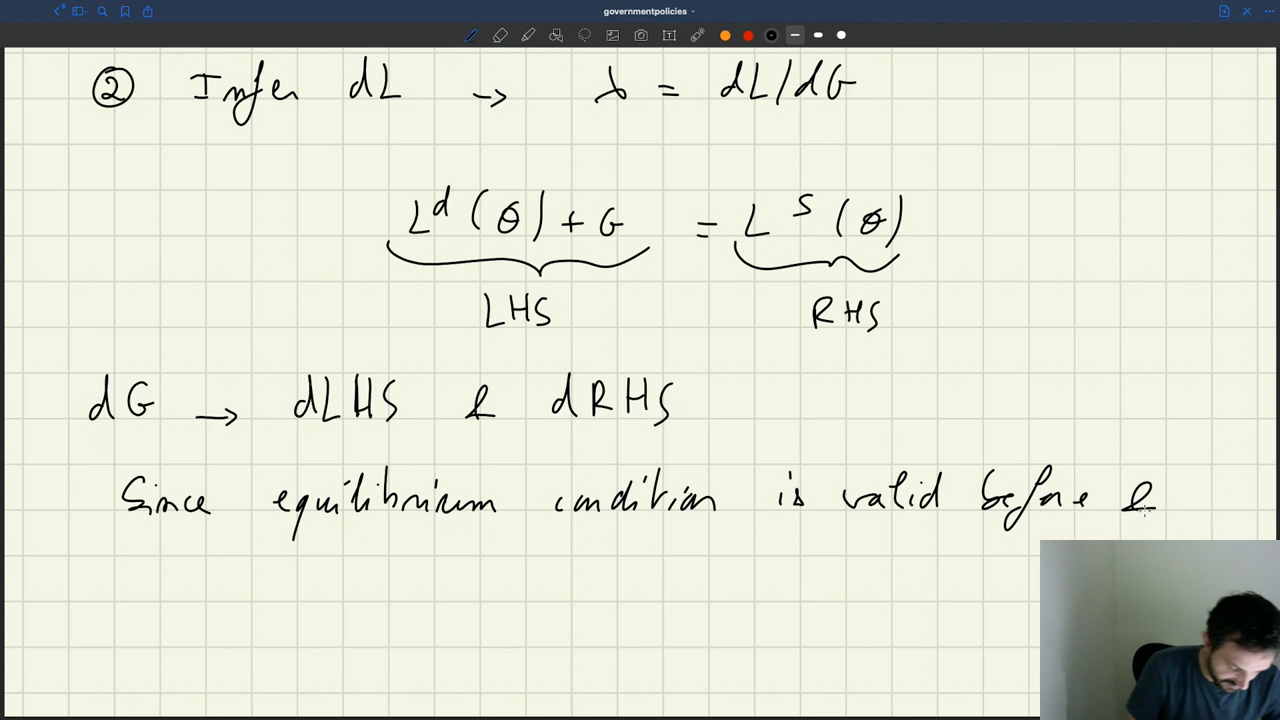 governmentpolicies
② Infer dL → λ = dL/dG
L^d (θ) + G = L^s (θ)
LHS RHS
dG → dLHS & dRHS
Since equilibrium condition is valid before &